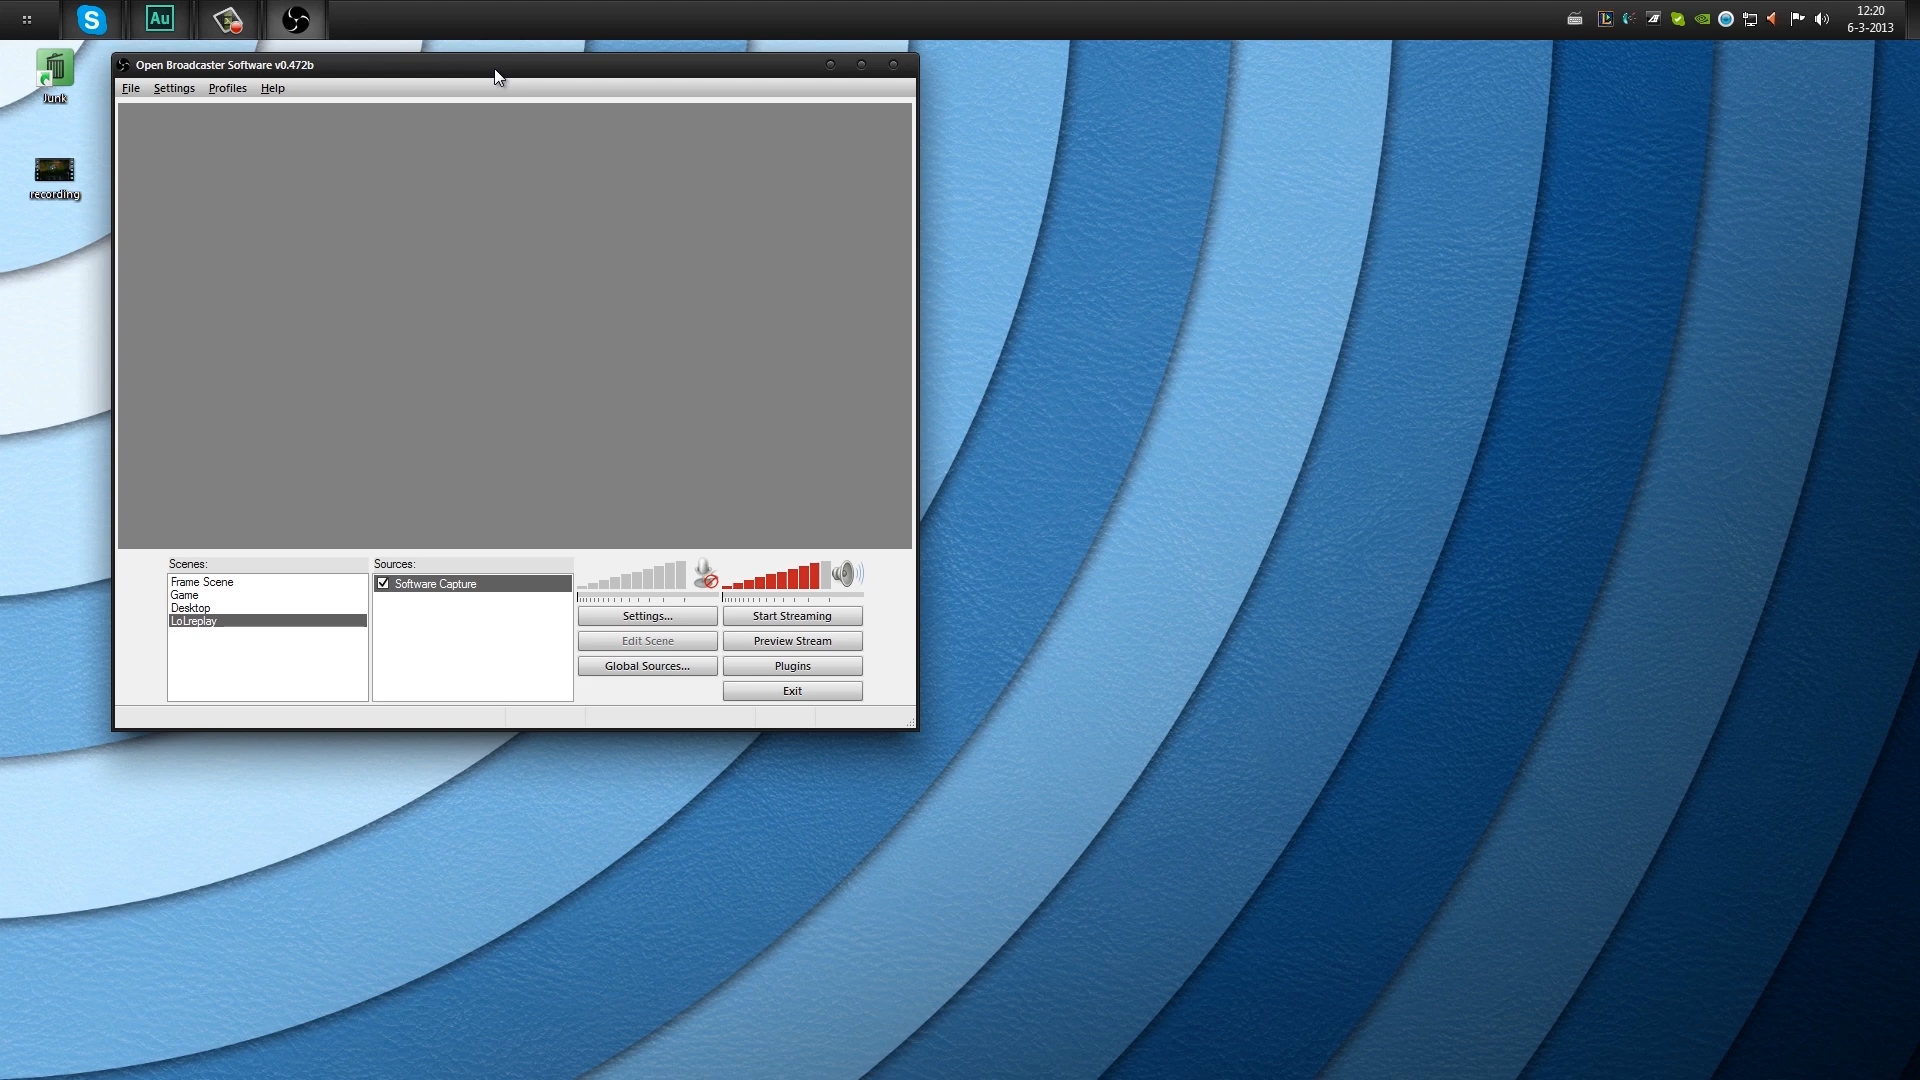 Au
12:20
6-3-2013
Junk
recording
Open Broadcaster Software v0.472b
File Settings Profiles Help
Scenes:
Frame Scene
Game
Desktop
LoLreplay
Sources:
Software Capture
Settings...
Start Streaming
Edit Scene
Preview Stream
Global Sources...
Plugins
Exit